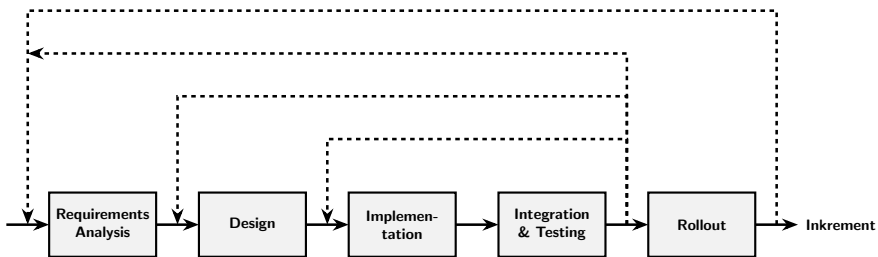 Requirements
Analysis
Design
Implemen-
tation
Integration
& Testing
Rollout
Inkrement